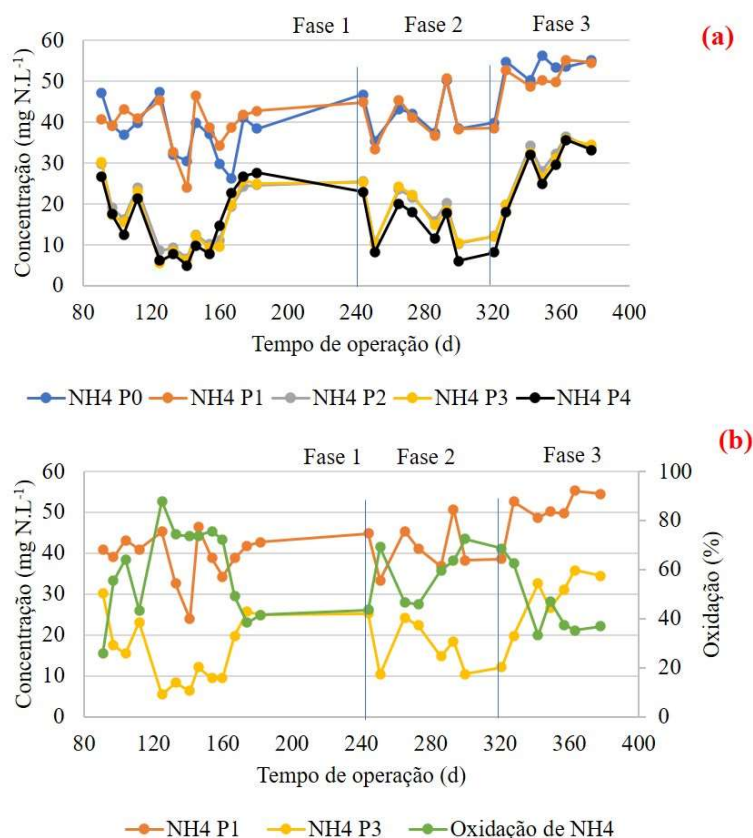 Fase 1 Fase 2 Fase 3
(a)
60
50
40
30
20
10
0
Concentração (mg N.L-1)
80 120 160 200 240 280 320 360 400
Tempo de operação (d)
NH4 P0 NH4 P1 NH4 P2 NH4 P3 NH4 P4
(b)
Fase 1 Fase 2 Fase 3
60 100
50 80
40 60
30 40
20 20
10 0
0
Concentração (mg N.L-1)
Oxidação (%)
80 120 160 200 240 280 320 360 400
Tempo de operação (d)
NH4 P1 NH4 P3 Oxidação de NH4